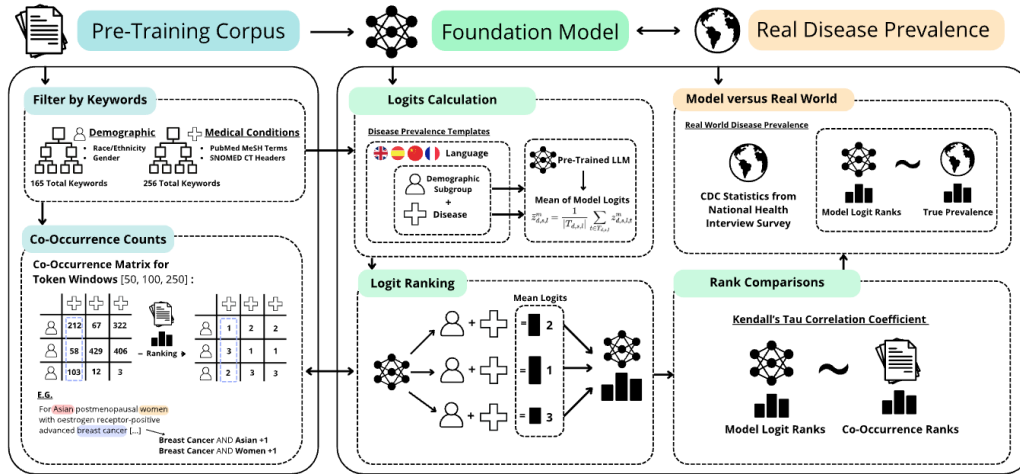 Pre-Training Corpus
Foundation Model
Real Disease Prevalence
Filter by Keywords
Demographic
• Race/Ethnicity
• Gender
165 Total Keywords
Medical Conditions
• PubMed MeSH Terms
• SNOMED CT Headers
256 Total Keywords
Co-Occurrence Counts
Co-Occurrence Matrix for
Token Windows [50, 100, 250] :
212 67 322
58 429 406
103 12 3
Ranking
1 2 2
3 1 1
2 3 3
E.G.
For Asian postmenopausal women
with oestrogen receptor-positive
advanced breast cancer [...]
Breast Cancer AND Asian +1
Breast Cancer AND Women +1
Logits Calculation
Disease Prevalence Templates
Language
Demographic
Subgroup
+
Disease
Pre-Trained LLM
Mean of Model Logits
Logit Ranking
Mean Logits
+ = 2
+ = 1
+ = 3
Model versus Real World
Real World Disease Prevalence
CDC Statistics from
National Health
Interview Survey
~
Model Logit Ranks
True Prevalence
Rank Comparisons
Kendall's Tau Correlation Coefficient
~
Model Logit Ranks
Co-Occurrence Ranks